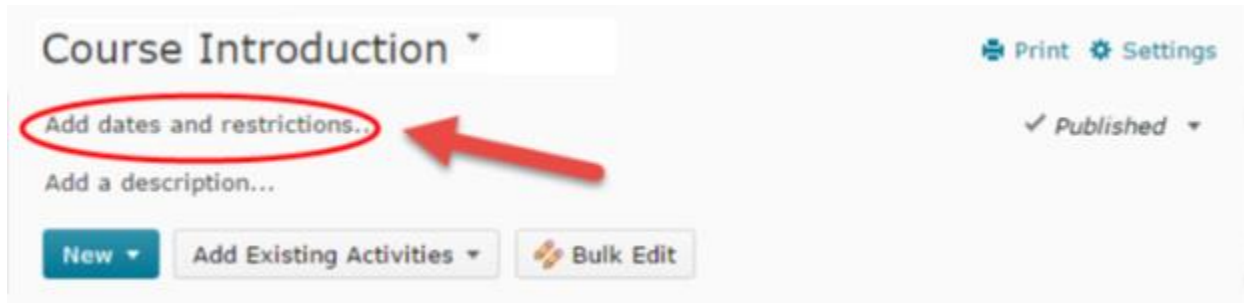 Course Introduction
Print Settings
Add dates and restrictions..
Published
Add a description...
New Add Existing Activities Bulk Edit